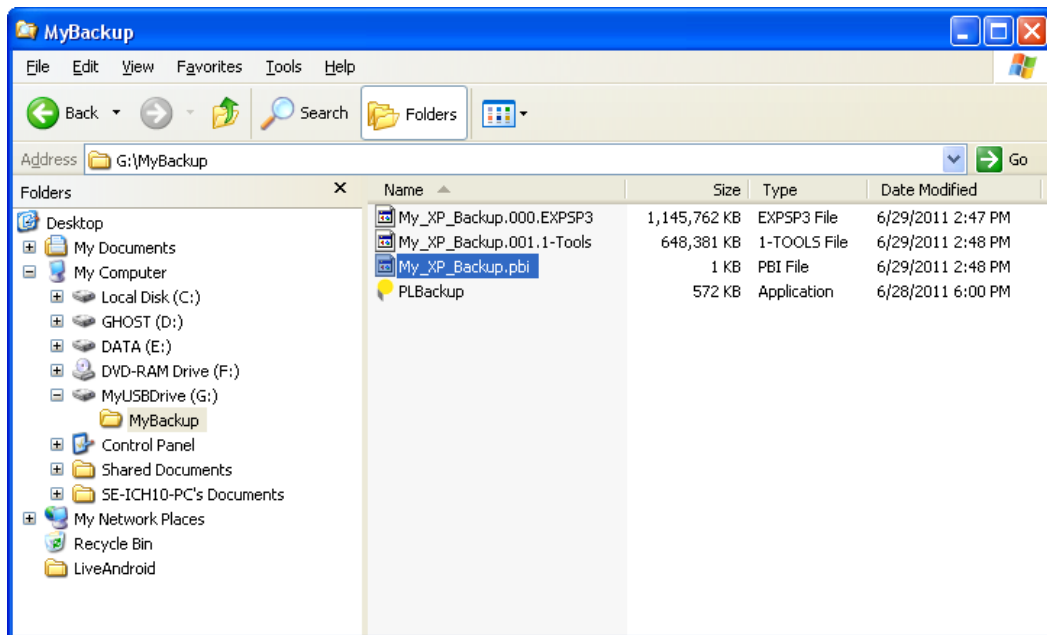 MyBackup
File Edit View Favorites Tools Help
Back Search Folders
Address G:\MyBackup Go
Folders x Name Size Type Date Modified
Desktop
My Documents
My Computer
Local Disk (C:)
GHOST (D:)
DATA (E:)
DVD-RAM Drive (F:)
MyUSBDrive (G:)
MyBackup
Control Panel
Shared Documents
SE-ICH10-PC's Documents
My Network Places
Recycle Bin
LiveAndroid
My_XP_Backup.000.EXPSP3 1,145,762 KB EXPSP3 File 6/29/2011 2:47 PM
My_XP_Backup.001.1-Tools 648,381 KB 1-TOOLS File 6/29/2011 2:48 PM
My_XP_Backup.pbi 1 KB PBI File 6/29/2011 2:48 PM
PLBackup 572 KB Application 6/28/2011 6:00 PM